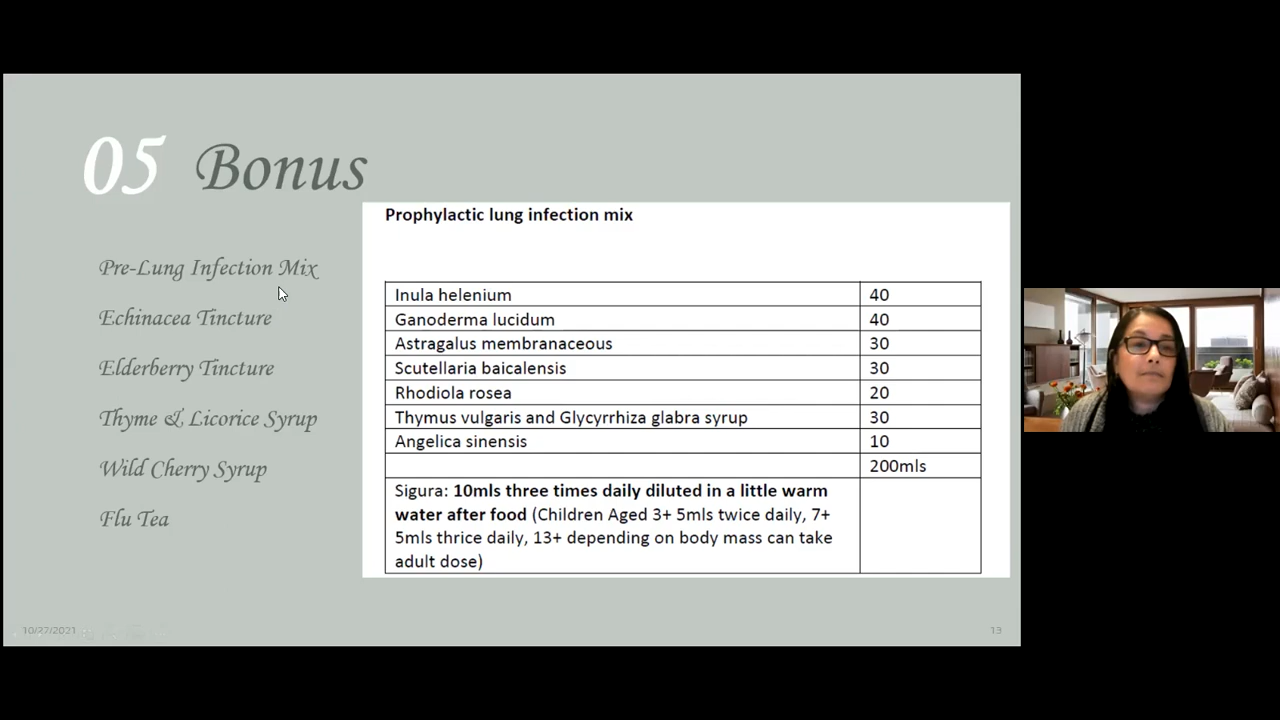 05 Bonus
Prophylactic lung infection mix
Pre-Lung Infection Mix
Echinacea Tincture
Elderberry Tincture
Thyme & Licorice Syrup
Wild Cherry Syrup
Flu Tea
Inula helenium 40
Ganoderma lucidum 40
Astragalus membranaceous 30
Scutellaria baicalensis 30
Rhodiola rosea 20
Thymus vulgaris and Glycyrrhiza glabra syrup 30
Angelica sinensis 10
200mls
Sigura: 10mls three times daily diluted in a little warm
water after food (Children Aged 3+ 5mls twice daily, 7+
5mls thrice daily, 13+ depending on body mass can take
adult dose)
10/27/2021
13